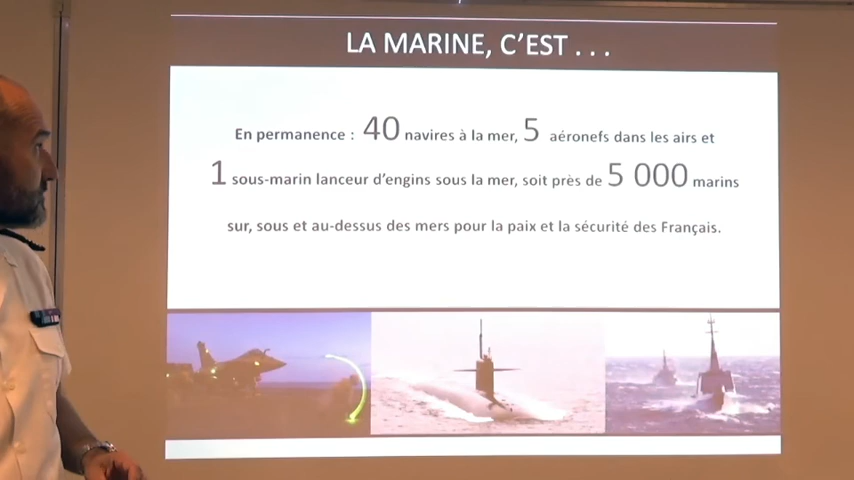 LA MARINE, C'EST . . .
En permanence : 40 navires à la mer, 5 aéronefs dans les airs et
1 sous-marin lanceur d'engins sous la mer, soit près de 5 000 marins
sur, sous et au-dessus des mers pour la paix et la sécurité des Français.